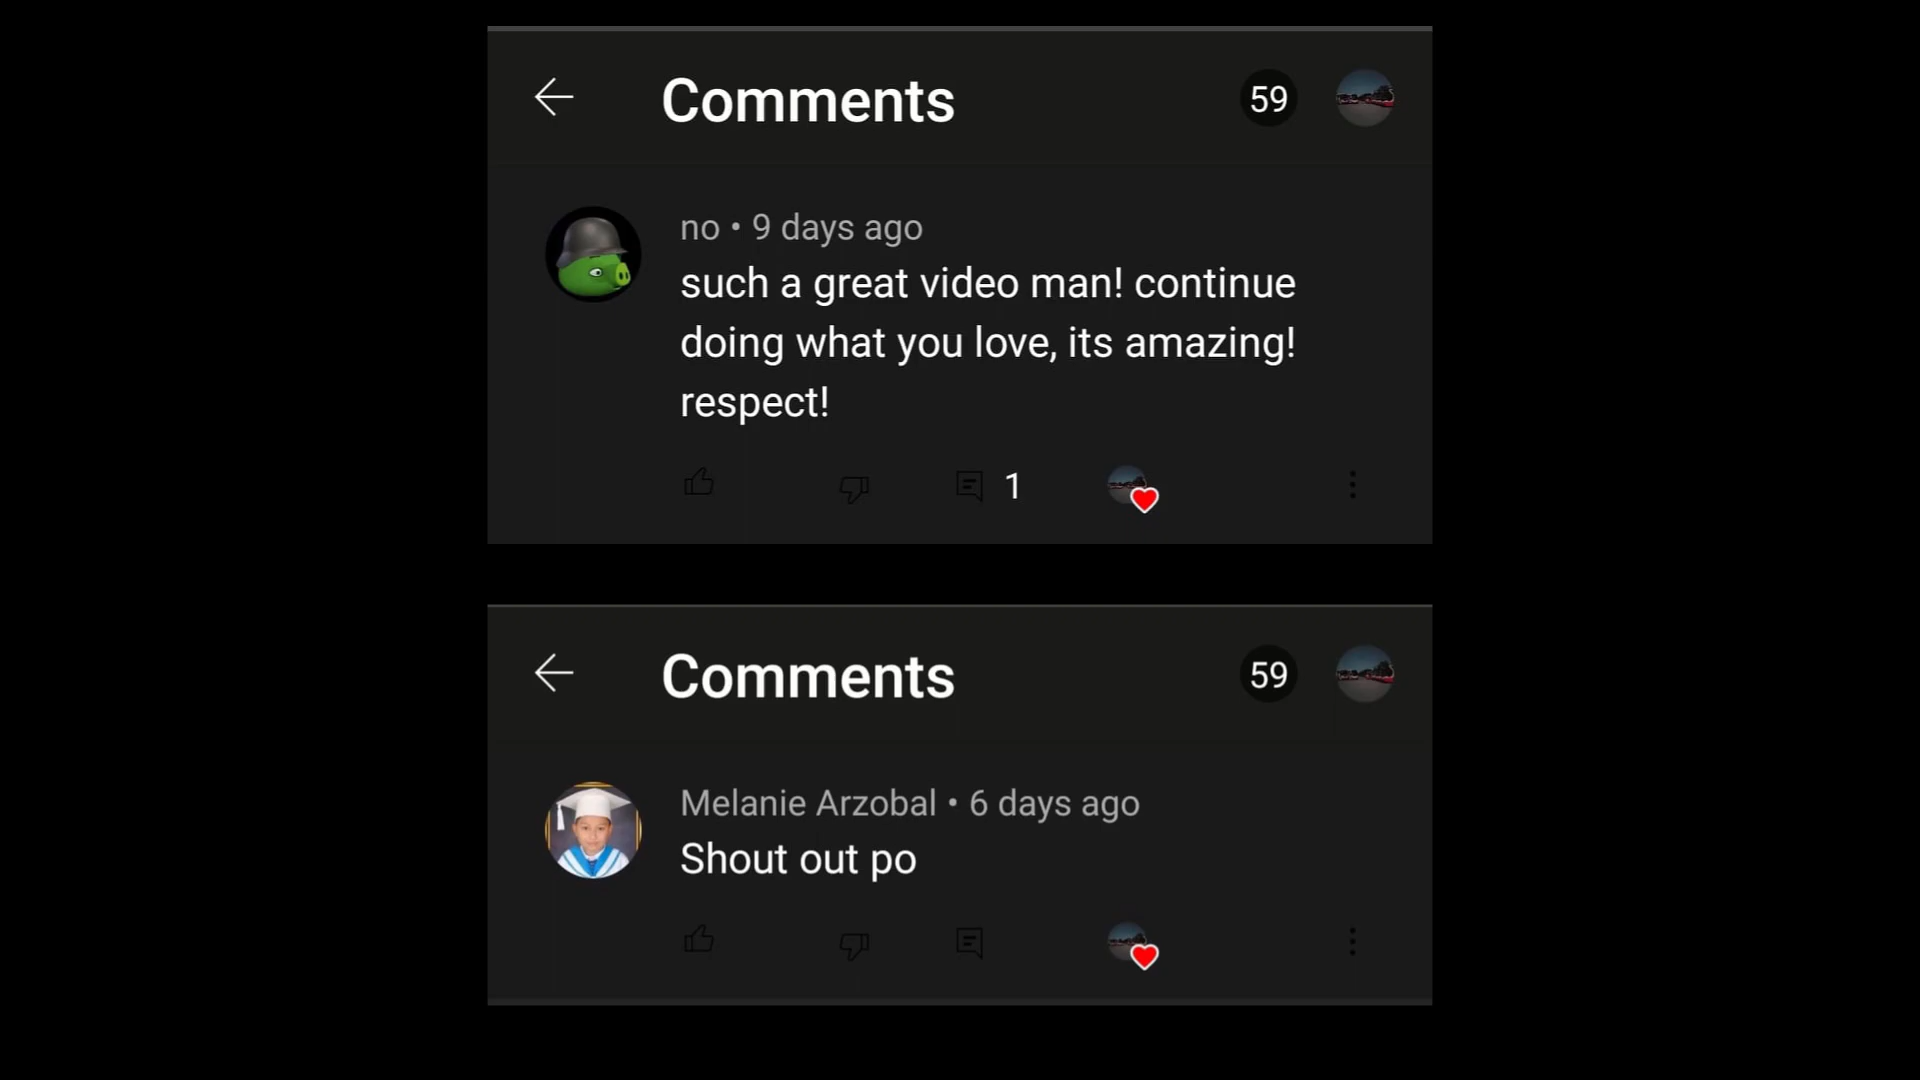 Comments
59
no • 9 days ago
such a great video man! continue
doing what you love, its amazing!
respect!
1
Comments
59
Melanie Arzobal • 6 days ago
Shout out po